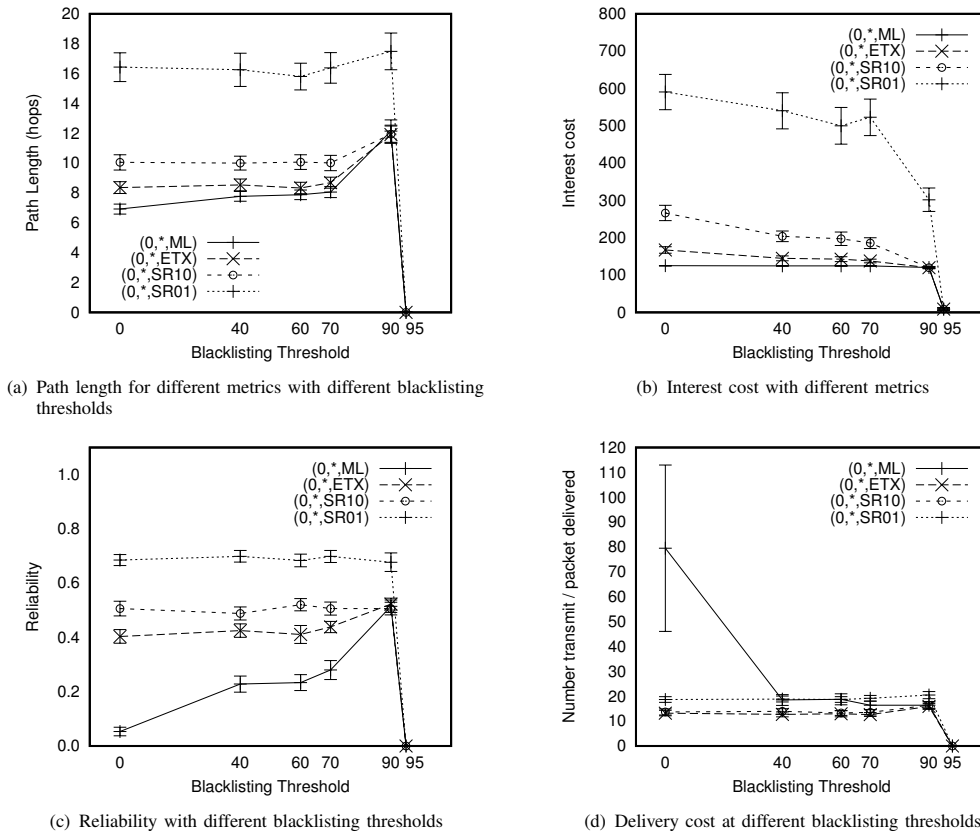 20
18
16
14
12
10
8
6
4
2
0
Path Length (hops)
(0,*,ML)
(0,*,ETX)
(0,*,SR10)
(0,*,SR01)
0 40 60 70 90 95
Blacklisting Threshold
(a) Path length for different metrics with different blacklisting
thresholds
800
700
600
500
400
300
200
100
0
Interest cost
(0,*,ML)
(0,*,ETX)
(0,*,SR10)
(0,*,SR01)
0 40 60 70 90 95
Blacklisting Threshold
(b) Interest cost with different metrics
1.0
0.8
0.6
0.4
0.2
0.0
Reliability
(0,*,ML)
(0,*,ETX)
(0,*,SR10)
(0,*,SR01)
0 40 60 70 90 95
Blacklisting Threshold
(c) Reliability with different blacklisting thresholds
120
110
100
90
80
70
60
50
40
30
20
10
0
Number transmit / packet delivered
(0,*,ML)
(0,*,ETX)
(0,*,SR10)
(0,*,SR01)
0 40 60 70 90 95
Blacklisting Threshold
(d) Delivery cost at different blacklisting thresholds